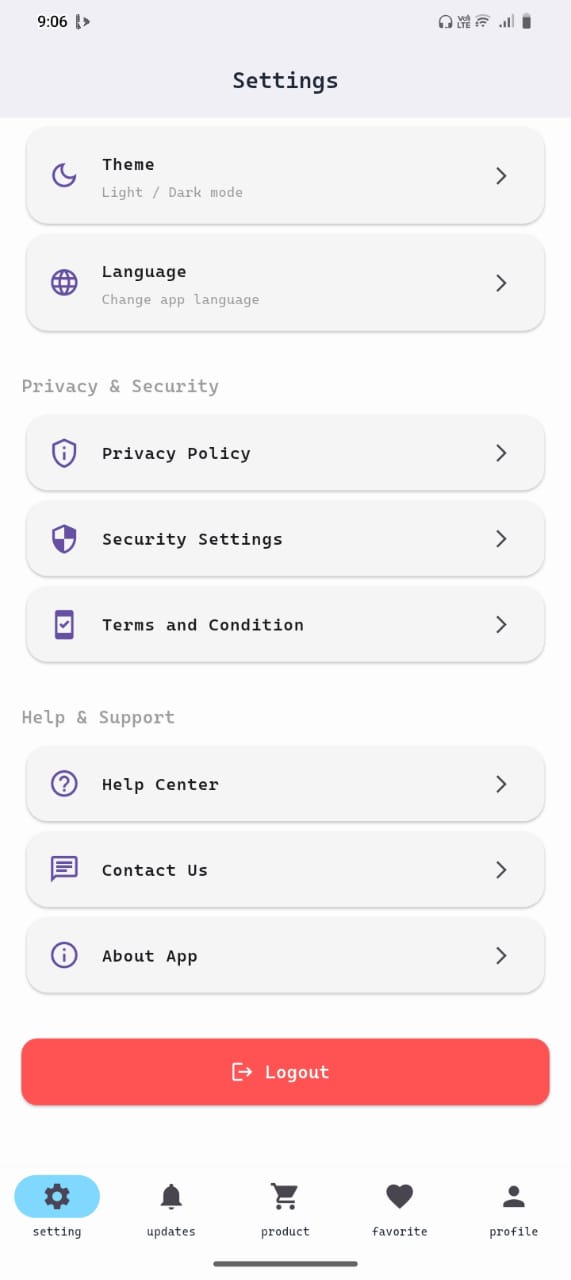 9:06
Vo) LTE
Settings
Theme
Light / Dark mode
Language
Change app language
Privacy & Security
Privacy Policy
Security Settings
Terms and Condition
Help & Support
Help Center
Contact Us
About App
Logout
setting updates product favorite profile